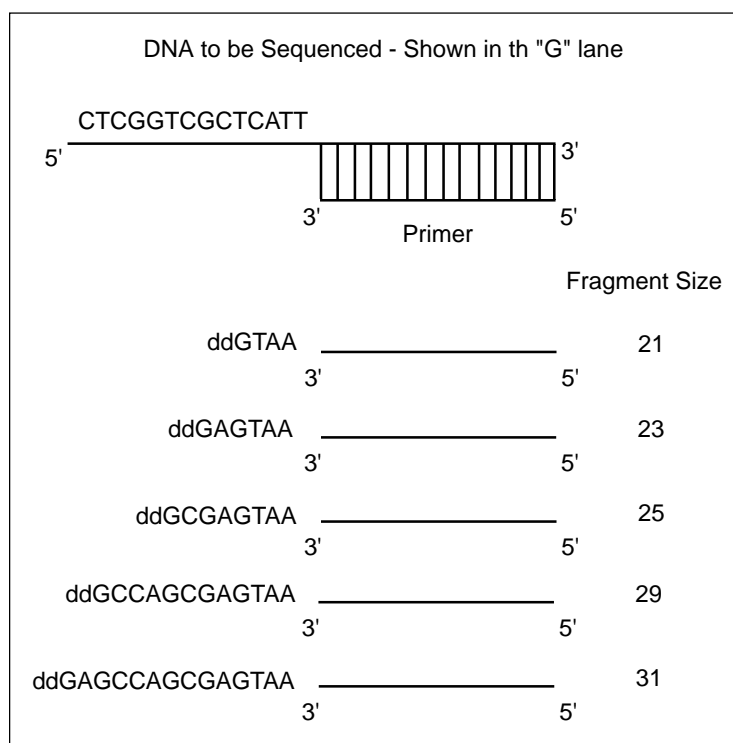 DNA to be Sequenced - Shown in th "G" lane
CTCGGTCGCTCATT
5' 3'
3' 5'
Primer
Fragment Size
ddGTAA 21
3' 5'
ddGAGTAA 23
3' 5'
ddGCGAGTAA 25
3' 5'
ddGCCAGCGAGTAA 29
3' 5'
ddGAGCCAGCGAGTAA 31
3' 5'